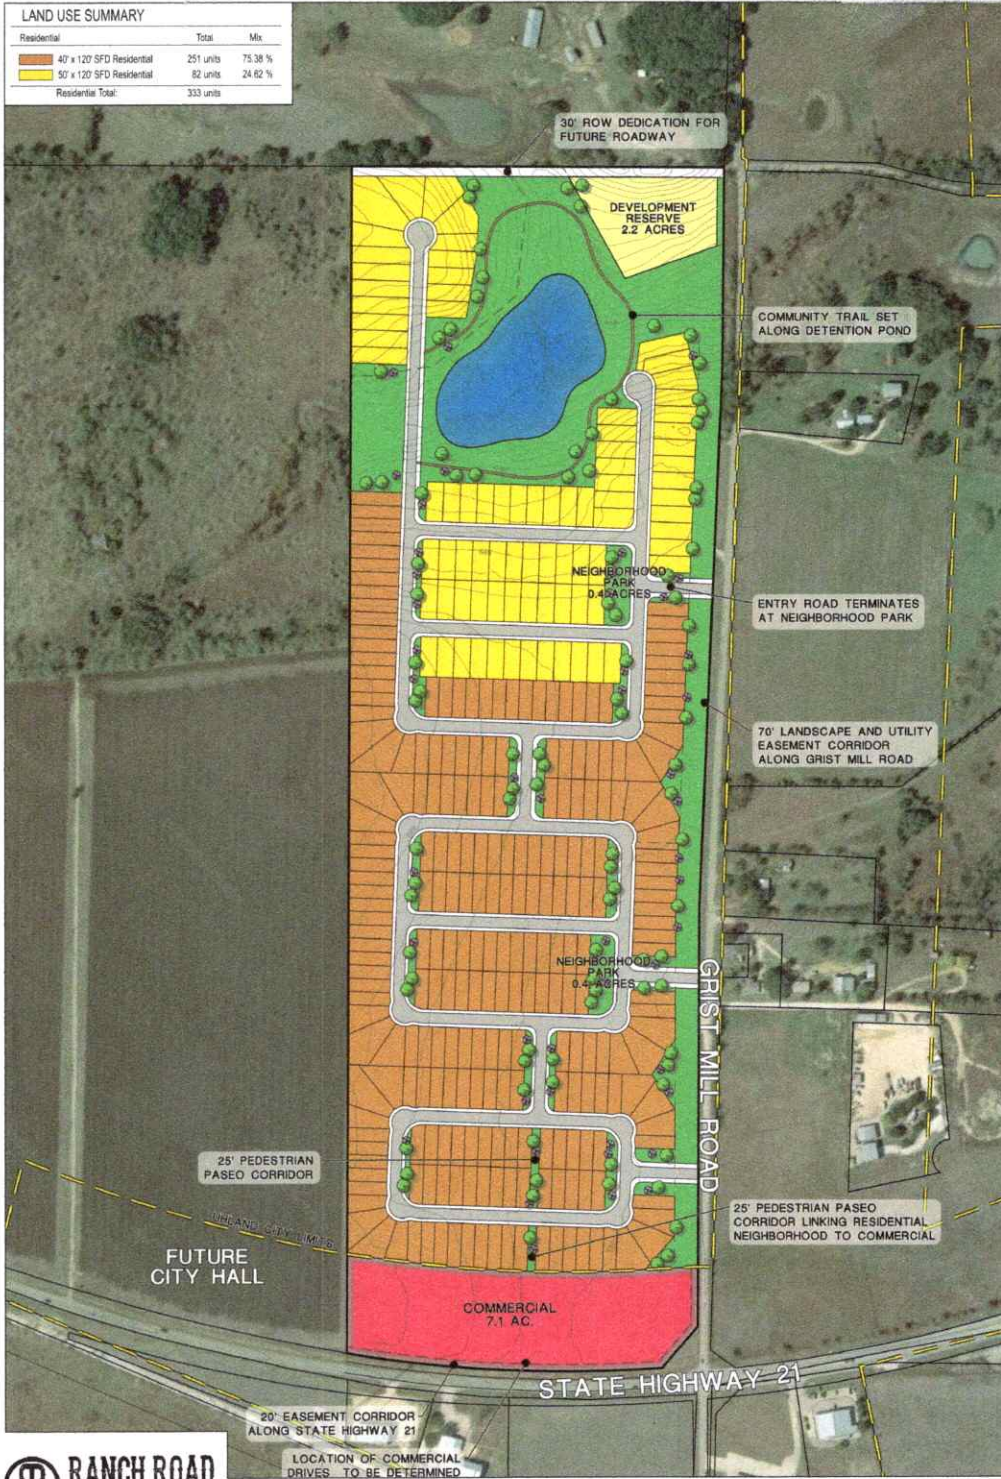 LAND USE SUMMARY
Residential Total Mix
40' x 120' SFD Residential 251 units 75.38 %
50' x 120' SFD Residential 82 units 24.62 %
Residential Total: 333 units
30' ROW DEDICATION FOR
FUTURE ROADWAY
DEVELOPMENT
RESERVE
2.2 ACRES
COMMUNITY TRAIL SET
ALONG DETENTION POND
NEIGHBORHOOD
PARK
0.4 ACRES
ENTRY ROAD TERMINATES
AT NEIGHBORHOOD PARK
70' LANDSCAPE AND UTILITY
EASEMENT CORRIDOR
ALONG GRIST MILL ROAD
NEIGHBORHOOD
PARK
0.4 ACRES
GRIST MILL ROAD
25' PEDESTRIAN
PASEO CORRIDOR
25' PEDESTRIAN PASEO
CORRIDOR LINKING RESIDENTIAL
NEIGHBORHOOD TO COMMERCIAL
UHLAND CITY LIMITS
FUTURE
CITY HALL
COMMERCIAL
7.1 AC.
STATE HIGHWAY 21
20' EASEMENT CORRIDOR
ALONG STATE HIGHWAY 21
LOCATION OF COMMERCIAL
DRIVES TO BE DETERMINED
RANCH ROAD